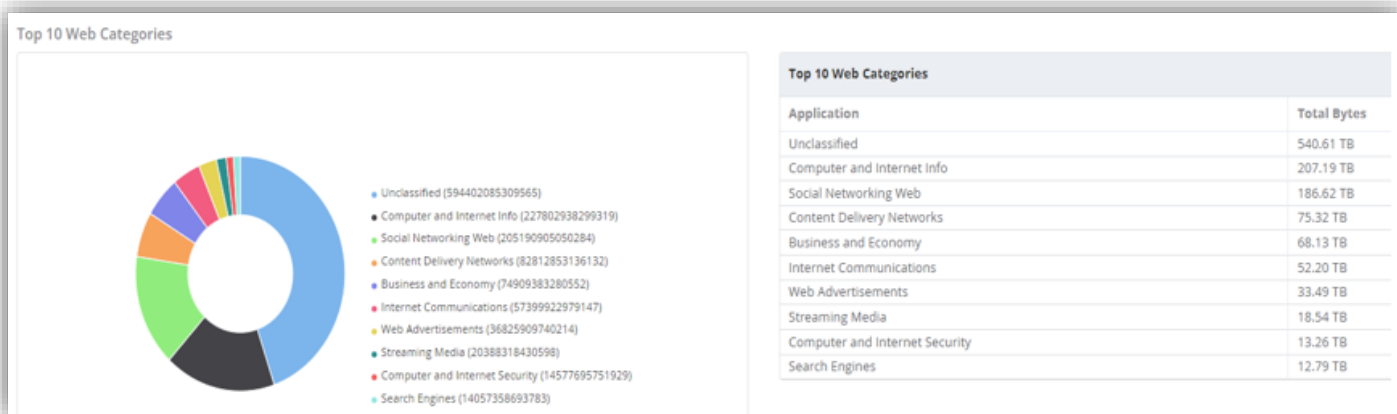 Top 10 Web Categories
Unclassified (594402085309565)
Computer and Internet Info (227802938299319)
Social Networking Web (205190905050284)
Content Delivery Networks (82812853136132)
Business and Economy (74909383280552)
Internet Communications (57399922979147)
Web Advertisements (36825909740214)
Streaming Media (20388318430598)
Computer and Internet Security (14577695751929)
Search Engines (14057358693783)
Top 10 Web Categories
Application Total Bytes
Unclassified 540.61 TB
Computer and Internet Info 207.19 TB
Social Networking Web 186.62 TB
Content Delivery Networks 75.32 TB
Business and Economy 68.13 TB
Internet Communications 52.20 TB
Web Advertisements 33.49 TB
Streaming Media 18.54 TB
Computer and Internet Security 13.26 TB
Search Engines 12.79 TB